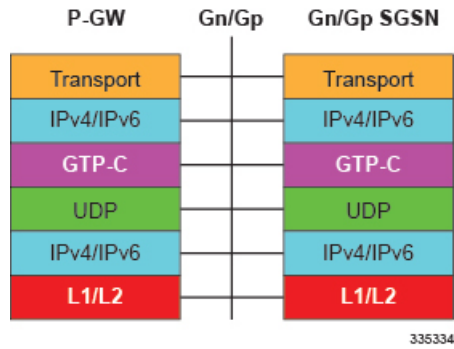 P-GW Gn/Gp Gn/Gp SGSN
Transport Transport
IPv4/IPv6 IPv4/IPv6
GTP-C GTP-C
UDP UDP
IPv4/IPv6 IPv4/IPv6
L1/L2 L1/L2
335334